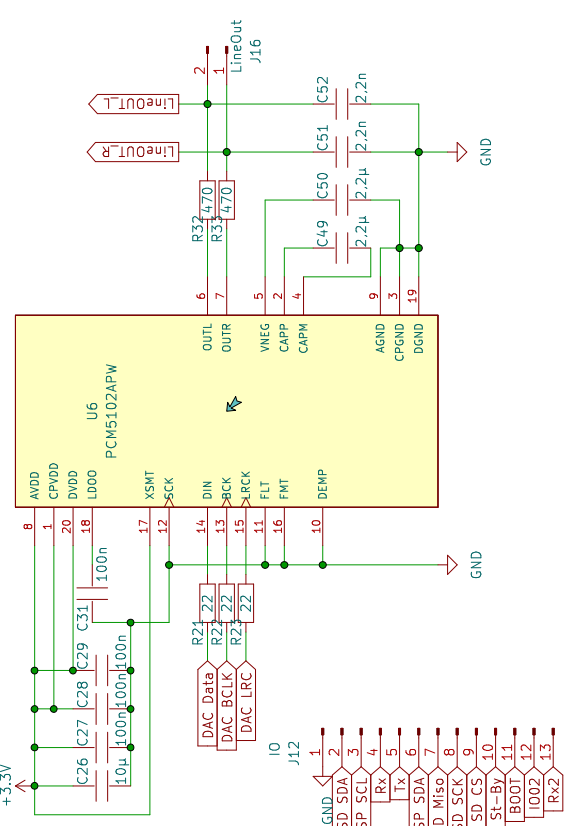 LineOut
J16
2
1
LineOUT_L
LineOUT_R
C52
2,2n
C51
2,2n
C50
2,2µ
C49
2,2µ
GND
R32
470
R33
470
6
7
5
2
4
9
3
19
OUTL
OUTR
VNEG
CAPP
CAPM
AGND
CPGND
DGND
U6
PCM5102APW
AVDD
CPVDD
DVDD
LDOO
XSMT
SCK
DIN
BCK
LRCK
FLT
FMT
DEMP
8
1
20
18
17
12
14
13
15
11
16
10
GND
C31
100n
C29
100n
C28
100n
C27
100n
C26
10µ
+3.3V
R21
22
R22
22
R23
22
DAC Data
DAC BCLK
DAC LRC
IO
J12
1
2
3
4
5
6
7
8
9
10
11
12
13
GND
SD SDA
SP SCL
Rx
Tx
SP SDA
D Miso
SD SCK
SD CS
St-By
BOOT
IO02
Rx2